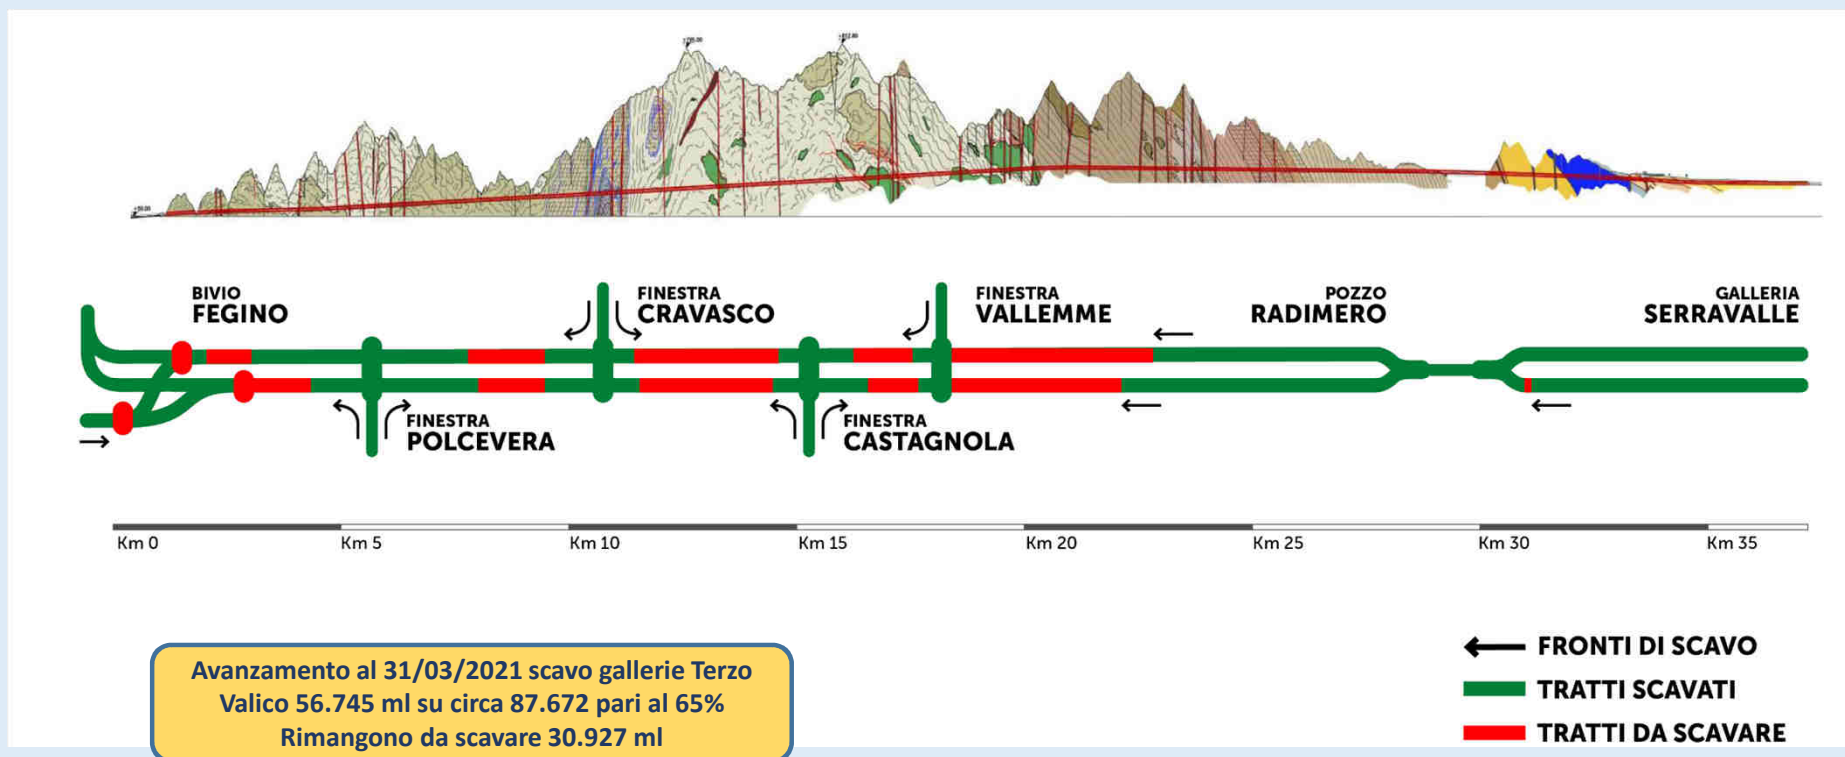 BIVIO
FEGINO
FINESTRA
CRAVASCO
FINESTRA
VALLEMME
POZZO
RADIMERO
GALLERIA
SERRAVALLE
FINESTRA
POLCEVERA
FINESTRA
CASTAGNOLA
Km 0
Km 5
Km 10
Km 15
Km 20
Km 25
Km 30
Km 35
Avanzamento al 31/03/2021 scavo gallerie Terzo
Valico 56.745 ml su circa 87.672 pari al 65%
Rimangono da scavare 30.927 ml
FRONTI DI SCAVO
TRATTI SCAVATI
TRATTI DA SCAVARE